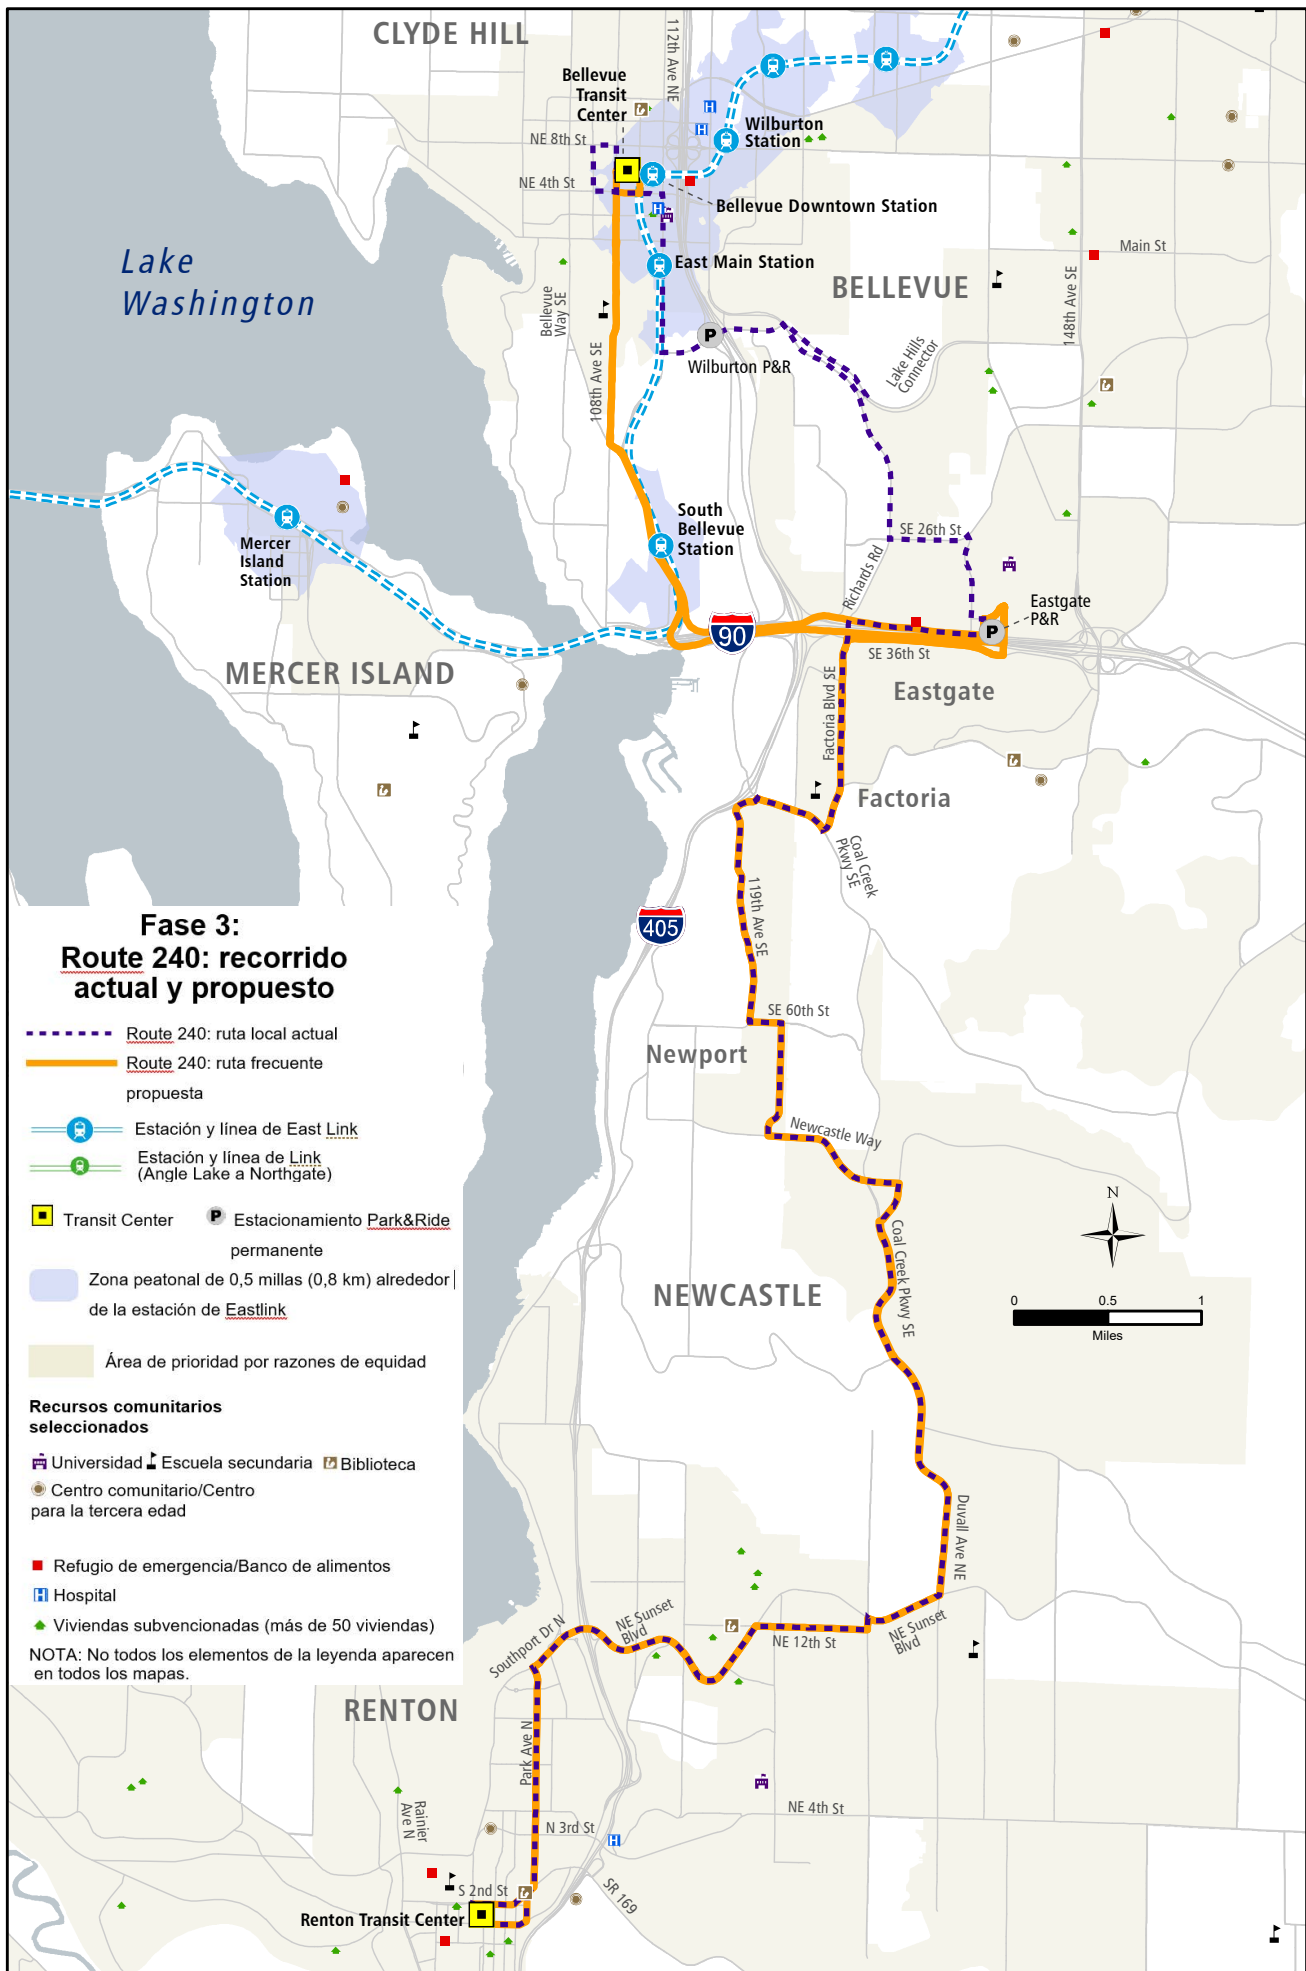 CLYDE HILL
112th Ave NE
Bellevue
Transit
Center
NE 8th St
Wilburton
Station
NE 4th St
Bellevue Downtown Station
Main St
East Main Station
BELLEVUE
Lake
Washington
Bellevue
Way SE
148th Ave SE
Wilburton P&R
Lake Hills
Connector
108th Ave SE
South
Bellevue
Station
SE 26th St
Mercer
Island
Station
Richards Rd
Eastgate
P&R
90
SE 36th St
MERCER ISLAND
Eastgate
Factoria Blvd SE
Factoria
Coal Creek
Pkwy SE
119th Ave SE
405
Fase 3:
Route 240: recorrido
actual y propuesto
SE 60th St
Route 240: ruta local actual
Newport
Route 240: ruta frecuente
propuesta
Estación y línea de East Link
Newcastle Way
Estación y línea de Link
(Angle Lake a Northgate)
N
Transit Center
P Estacionamiento Park&Ride
permanente
Coal Creek Pkwy SE
Zona peatonal de 0,5 millas (0,8 km) alrededor
de la estación de Eastlink
NEWCASTLE
0 0.5 1
Miles
Área de prioridad por razones de equidad
Recursos comunitarios
seleccionados
Universidad Escuela secundaria Biblioteca
Centro comunitario/Centro
para la tercera edad
Duvall Ave NE
Refugio de emergencia/Banco de alimentos
H Hospital
Viviendas subvencionadas (más de 50 viviendas)
NOTA: No todos los elementos de la leyenda aparecen
en todos los mapas.
Southport Dr N
NE Sunset
Blvd
NE 12th St
NE Sunset
Blvd
RENTON
Park Ave N
Rainier
Ave N
NE 4th St
N 3rd St
S 2nd St
SR 169
Renton Transit Center